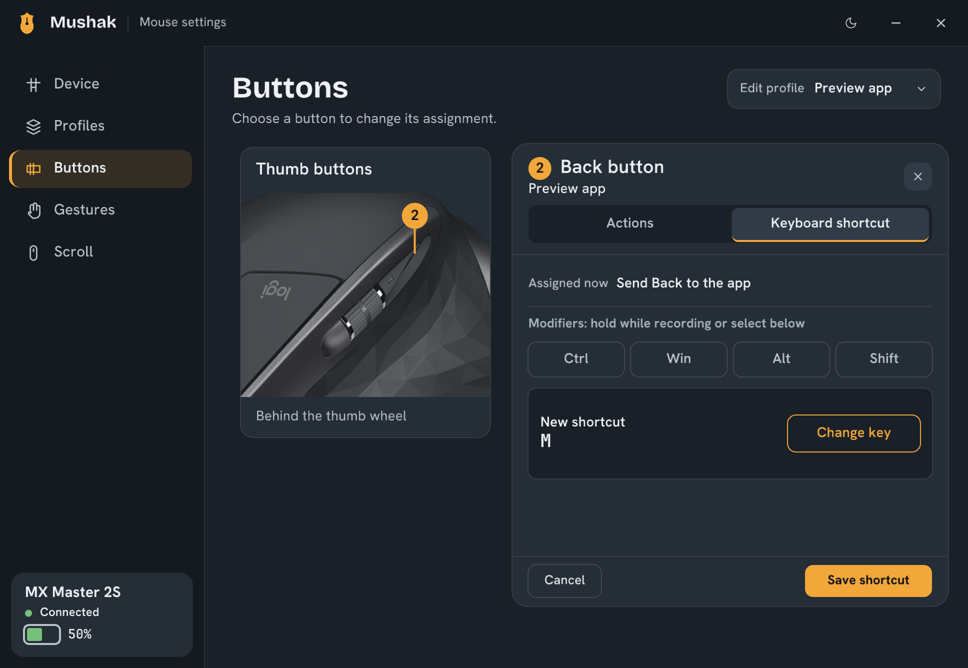 Mushak
Mouse settings
Device
Profiles
Buttons
Gestures
Scroll
MX Master 2S
Connected
50%
Buttons
Choose a button to change its assignment.
Edit profile Preview app
Thumb buttons
2
logi
Behind the thumb wheel
2 Back button
Preview app
Actions
Keyboard shortcut
Assigned now Send Back to the app
Modifiers: hold while recording or select below
Ctrl
Win
Alt
Shift
New shortcut
M
Change key
Cancel
Save shortcut